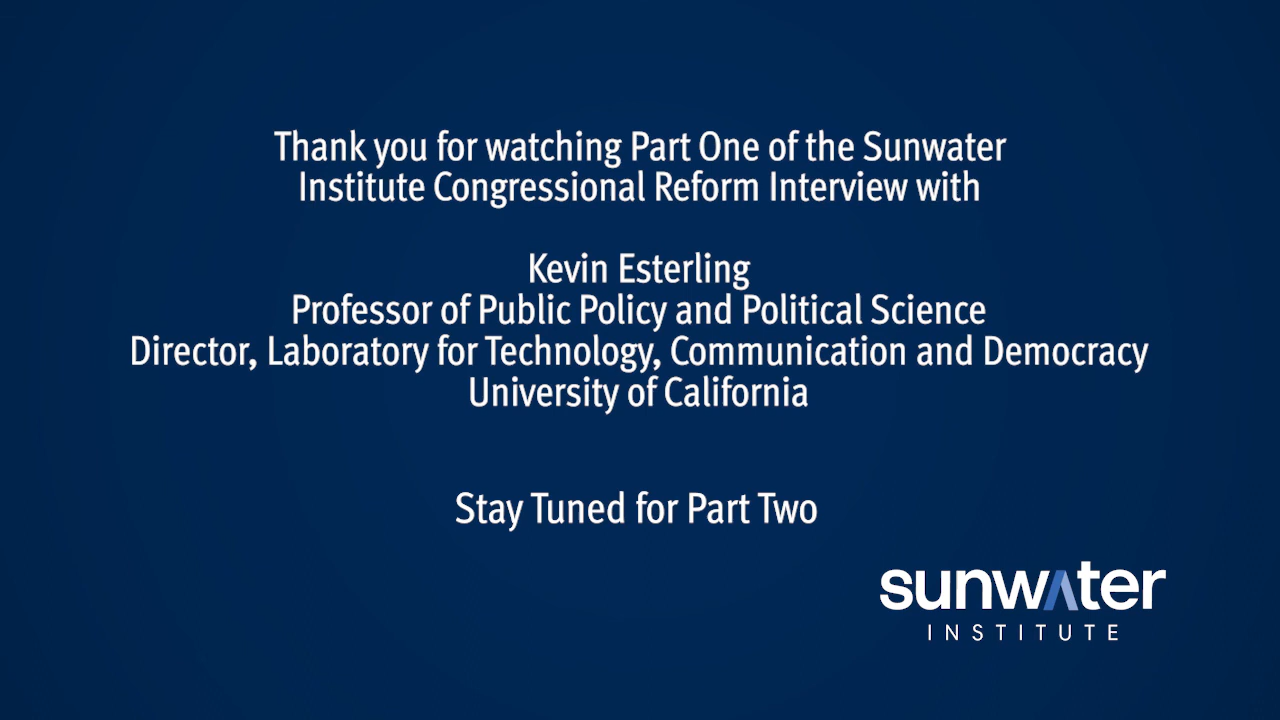 Thank you for watching Part One of the Sunwater
Institute Congressional Reform Interview with
Kevin Esterling
Professor of Public Policy and Political Science
Director, Laboratory for Technology, Communication and Democracy
University of California
Stay Tuned for Part Two
sunwater
INSTITUTE